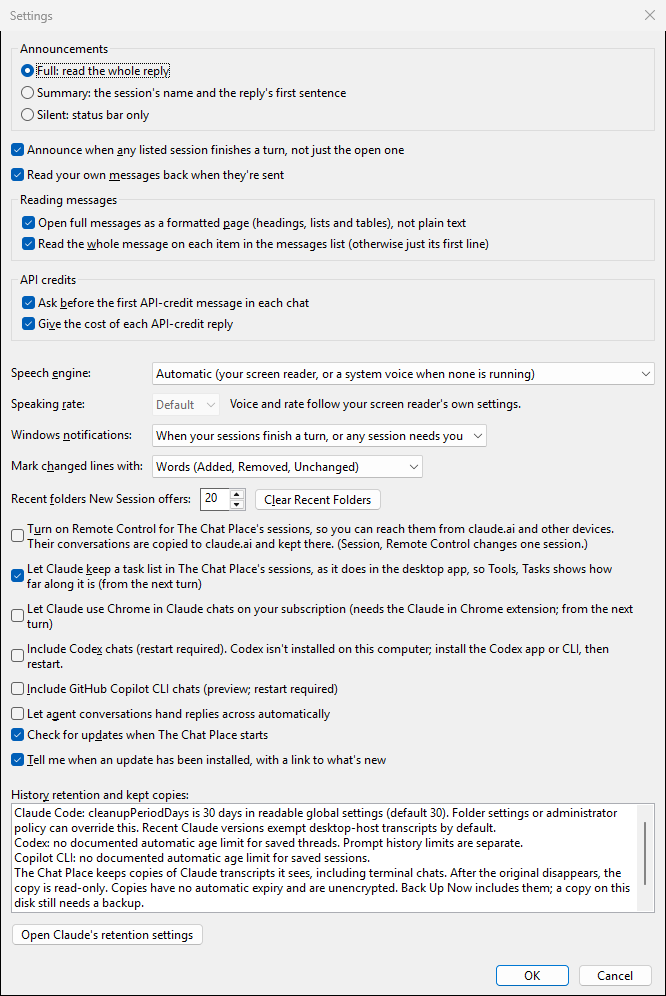 Settings
Announcements
Full: read the whole reply
Summary: the session's name and the reply's first sentence
Silent: status bar only
Announce when any listed session finishes a turn, not just the open one
Read your own messages back when they're sent
Reading messages
Open full messages as a formatted page (headings, lists and tables), not plain text
Read the whole message on each item in the messages list (otherwise just its first line)
API credits
Ask before the first API-credit message in each chat
Give the cost of each API-credit reply
Speech engine: Automatic (your screen reader, or a system voice when none is running)
Speaking rate: Default Voice and rate follow your screen reader's own settings.
Windows notifications: When your sessions finish a turn, or any session needs you
Mark changed lines with: Words (Added, Removed, Unchanged)
Recent folders New Session offers: 20 Clear Recent Folders
Turn on Remote Control for The Chat Place's sessions, so you can reach them from claude.ai and other devices.
Their conversations are copied to claude.ai and kept there. (Session, Remote Control changes one session.)
Let Claude keep a task list in The Chat Place's sessions, as it does in the desktop app, so Tools, Tasks shows how
far along it is (from the next turn)
Let Claude use Chrome in Claude chats on your subscription (needs the Claude in Chrome extension; from the next
turn)
Include Codex chats (restart required). Codex isn't installed on this computer; install the Codex app or CLI, then
restart.
Include GitHub Copilot CLI chats (preview; restart required)
Let agent conversations hand replies across automatically
Check for updates when The Chat Place starts
Tell me when an update has been installed, with a link to what's new
History retention and kept copies:
Claude Code: cleanupPeriodDays is 30 days in readable global settings (default 30). Folder settings or administrator
policy can override this. Recent Claude versions exempt desktop-host transcripts by default.
Codex: no documented automatic age limit for saved threads. Prompt history limits are separate.
Copilot CLI: no documented automatic age limit for saved sessions.
The Chat Place keeps copies of Claude transcripts it sees, including terminal chats. After the original disappears, the
copy is read-only. Copies have no automatic expiry and are unencrypted. Back Up Now includes them; a copy on this
disk still needs a backup.
Open Claude's retention settings
OK Cancel